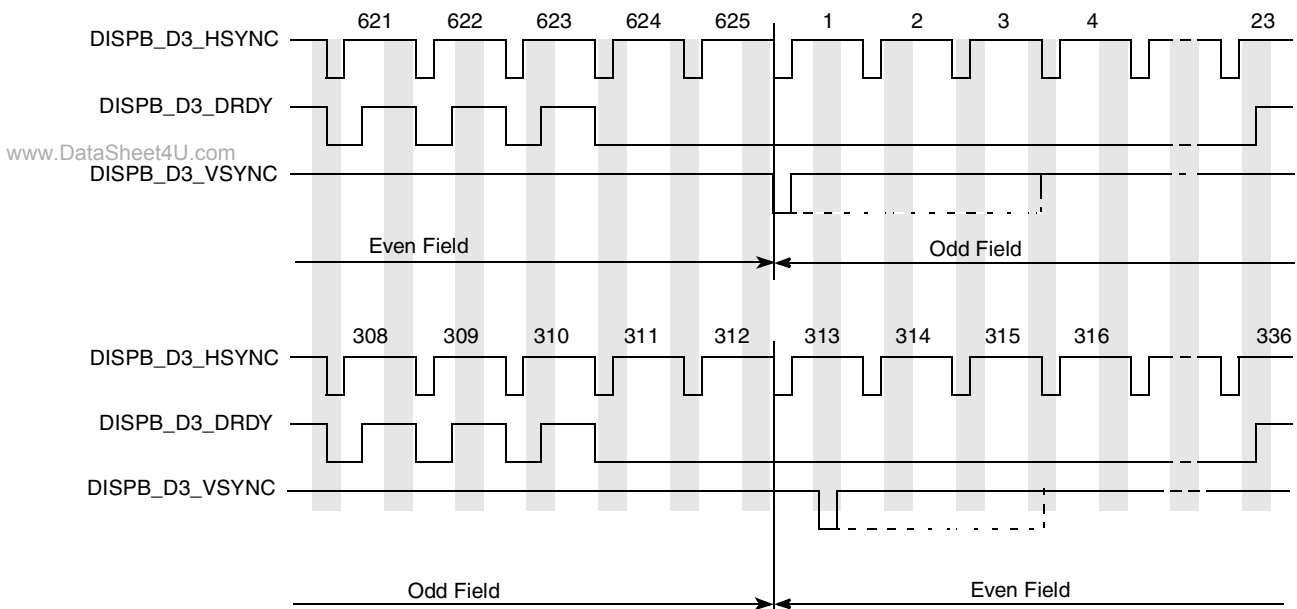 621 622 623 624 625 1 2 3 4 23
DISPB_D3_HSYNC
DISPB_D3_DRDY
www.DataSheet4U.com
DISPB_D3_VSYNC
Even Field Odd Field
308 309 310 311 312 313 314 315 316 336
DISPB_D3_HSYNC
DISPB_D3_DRDY
DISPB_D3_VSYNC
Odd Field Even Field